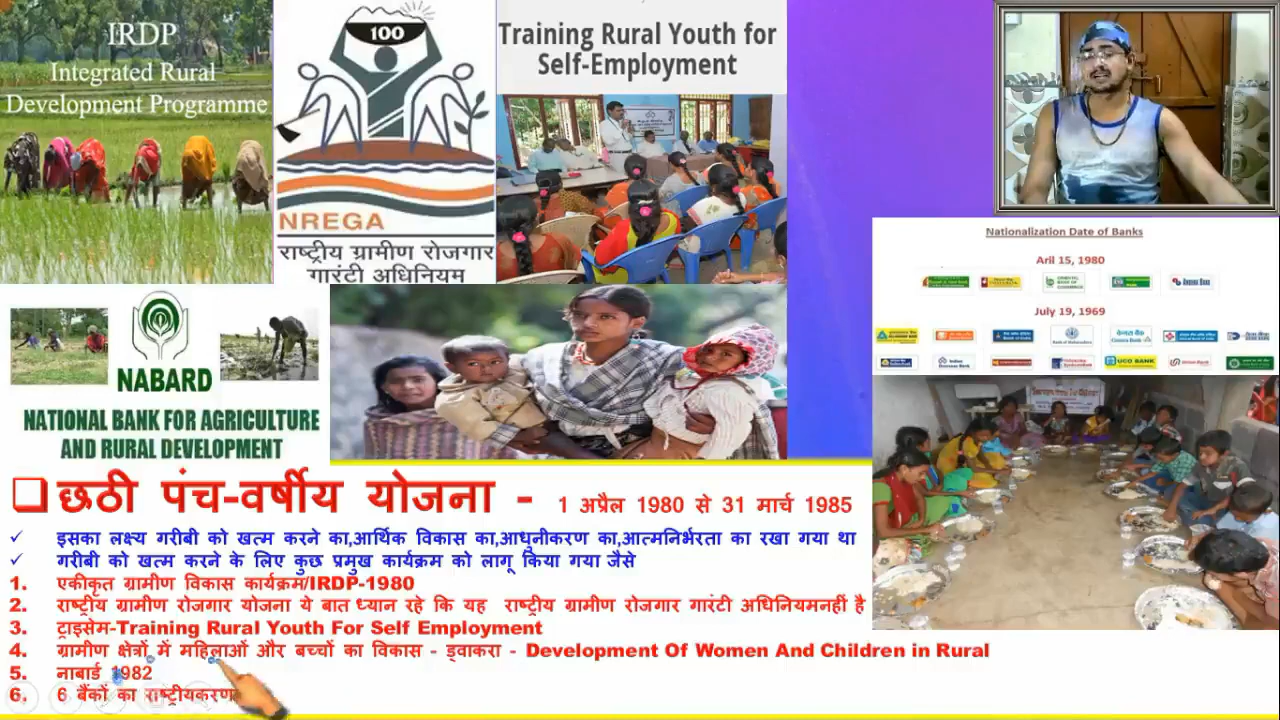 IRDP
Integrated Rural
Development Programme
100
NREGA
राष्ट्रीय ग्रामीण रोजगार
गारंटी अधिनियम
Training Rural Youth for
Self-Employment
Nationalization Date of Banks
Aril 15, 1980
July 19, 1969
UCO BANK
NABARD
NATIONAL BANK FOR AGRICULTURE
AND RURAL DEVELOPMENT
छठी पंच-वर्षीय योजना - 1 अप्रैल 1980 से 31 मार्च 1985
इसका लक्ष्य गरीबी को खत्म करने का,आर्थिक विकास का,आधुनीकरण का,आत्मनिर्भरता का रखा गया था
गरीबी को खत्म करने के लिए कुछ प्रमुख कार्यक्रम को लागू किया गया जैसे
1. एकीकृत ग्रामीण विकास कार्यक्रम/IRDP-1980
2. राष्ट्रीय ग्रामीण रोजगार योजना ये बात ध्यान रहे कि यह राष्ट्रीय ग्रामीण रोजगार गारंटी अधिनियमनहीं है
3. ट्राइसेम-Training Rural Youth For Self Employment
4. ग्रामीण क्षेत्रों में महिलाओं और बच्चों का विकास - ड्वाकरा - Development Of Women And Children in Rural
5. नाबार्ड 1982
6. 6 बैंकों का राष्ट्रीयकरण